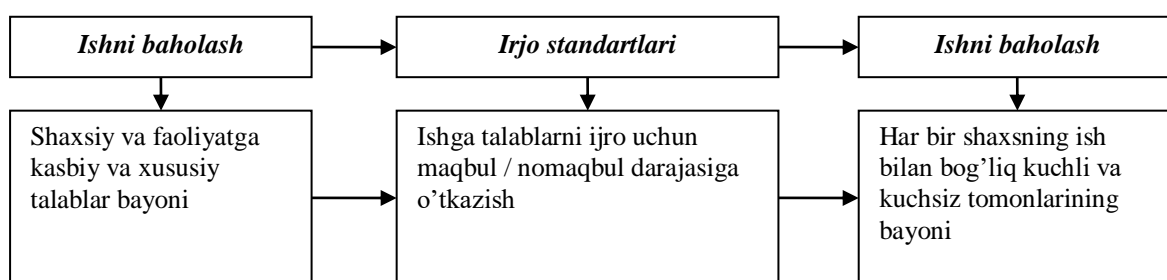 Ishni baholash
Irjo standartlari
Ishni baholash
Shaxsiy va faoliyatga
kasbiy va xususiy
talablar bayoni
Ishga talablarni ijro uchun
maqbul / nomaqbul darajasiga
o’tkazish
Har bir shaxsning ish
bilan bog’liq kuchli va
kuchsiz tomonlarining
bayoni